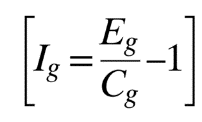 [I_g = E_g/C_g − 1]